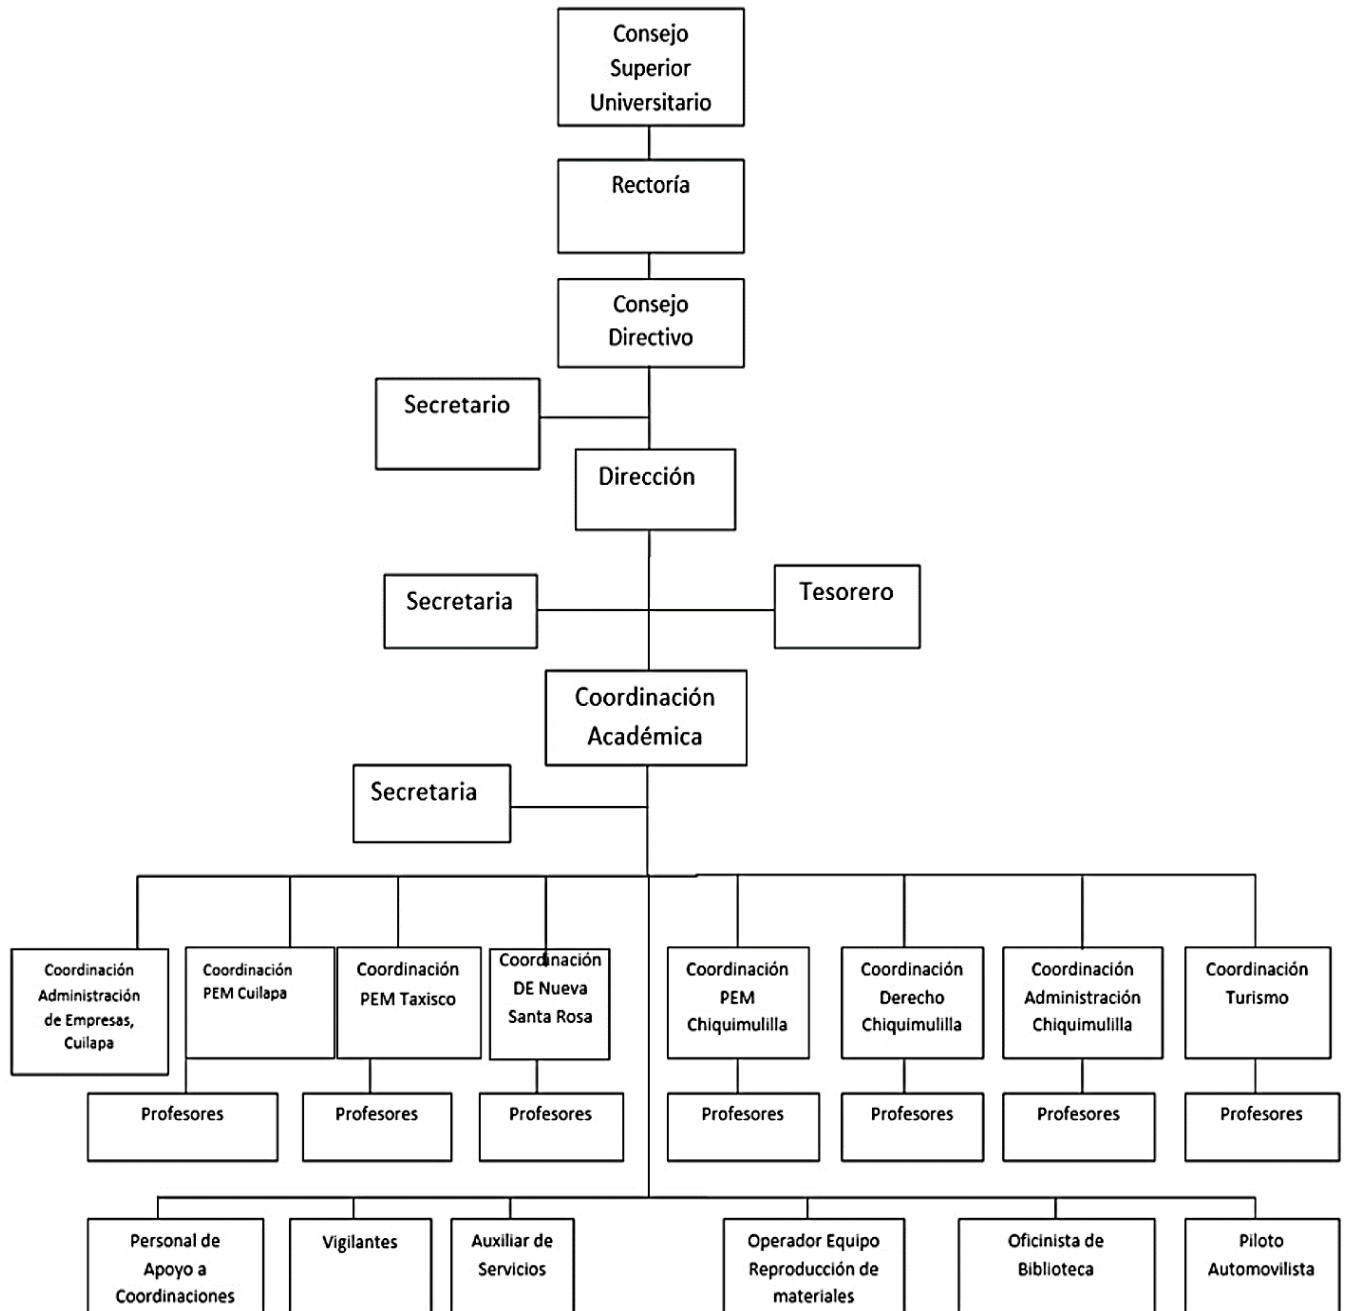 Consejo
Superior
Universitario
Rectoría
Consejo
Directivo
Secretario
Dirección
Secretaria
Tesorero
Coordinación
Académica
Secretaria
Coordinación
Administración
de Empresas,
Cuilapa
Coordinación
PEM Cuilapa
Coordinación
PEM Taxisco
Coordinación
DE Nueva
Santa Rosa
Coordinación
PEM
Chiquimulilla
Coordinación
Derecho
Chiquimulilla
Coordinación
Administración
Chiquimulilla
Coordinación
Turismo
Profesores
Profesores
Profesores
Profesores
Profesores
Profesores
Profesores
Personal de
Apoyo a
Coordinaciones
Vigilantes
Auxiliar de
Servicios
Operador Equipo
Reproducción de
materiales
Oficinista de
Biblioteca
Piloto
Automovilista